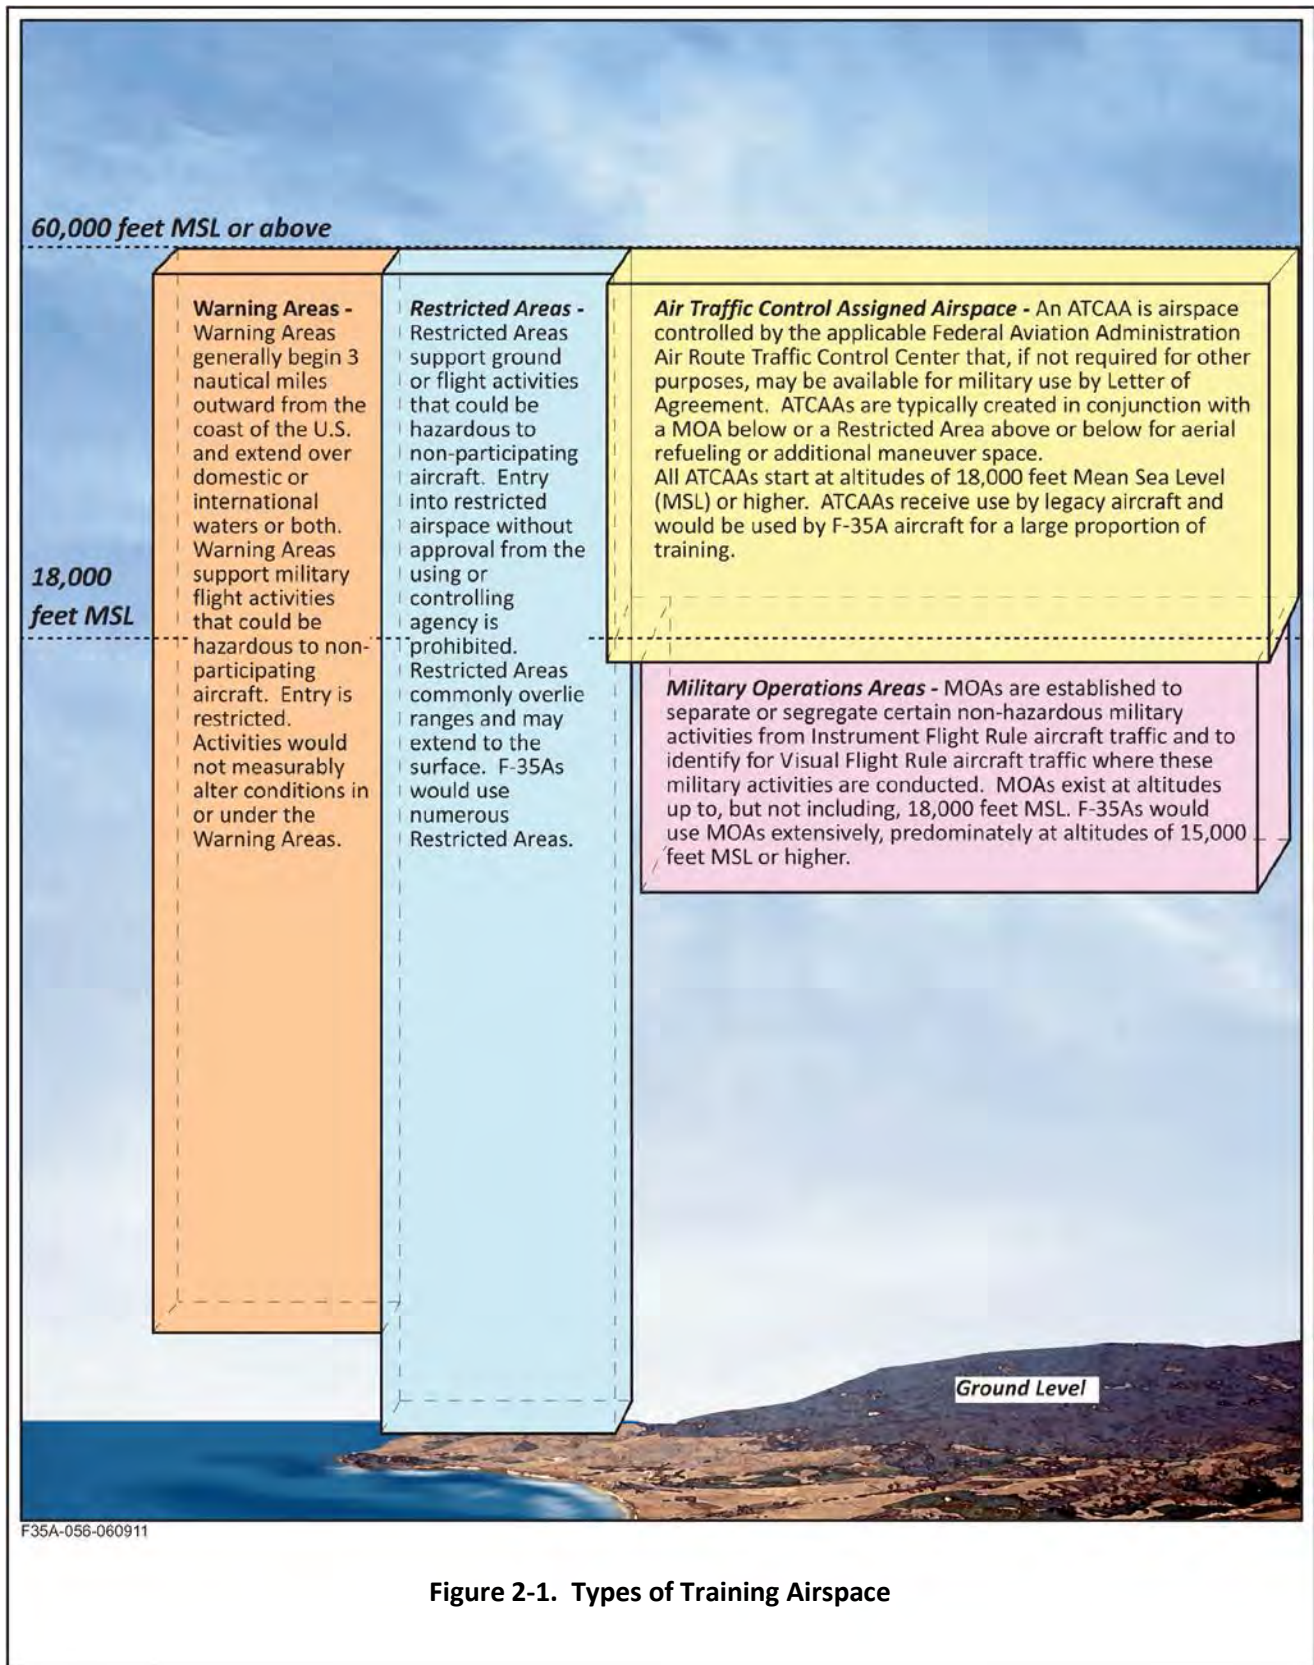 60,000 feet MSL or above
Warning Areas -
Warning Areas
generally begin 3
nautical miles
outward from the
coast of the U.S.
and extend over
domestic or
international
waters or both.
Warning Areas
support military
flight activities
that could be
hazardous to non-
participating
aircraft.  Entry is
restricted.
Activities would
not measurably
alter conditions in
or under the
Warning Areas.
Restricted Areas -
Restricted Areas
support ground
or flight activities
that could be
hazardous to
non-participating
aircraft.  Entry
into restricted
airspace without
approval from the
using or
controlling
agency is
prohibited.
Restricted Areas
commonly overlie
ranges and may
extend to the
surface.  F-35As
would use
numerous
Restricted Areas.
Air Traffic Control Assigned Airspace - An ATCAA is airspace
controlled by the applicable Federal Aviation Administration
Air Route Traffic Control Center that, if not required for other
purposes, may be available for military use by Letter of
Agreement.  ATCAAs are typically created in conjunction with
a MOA below or a Restricted Area above or below for aerial
refueling or additional maneuver space.
All ATCAAs start at altitudes of 18,000 feet Mean Sea Level
(MSL) or higher.  ATCAAs receive use by legacy aircraft and
would be used by F-35A aircraft for a large proportion of
training.
18,000
feet MSL
Military Operations Areas - MOAs are established to
separate or segregate certain non-hazardous military
activities from Instrument Flight Rule aircraft traffic and to
identify for Visual Flight Rule aircraft traffic where these
military activities are conducted.  MOAs exist at altitudes
up to, but not including, 18,000 feet MSL. F-35As would
use MOAs extensively, predominately at altitudes of 15,000
feet MSL or higher.
Ground Level
F35A-056-060911
Figure 2-1.  Types of Training Airspace